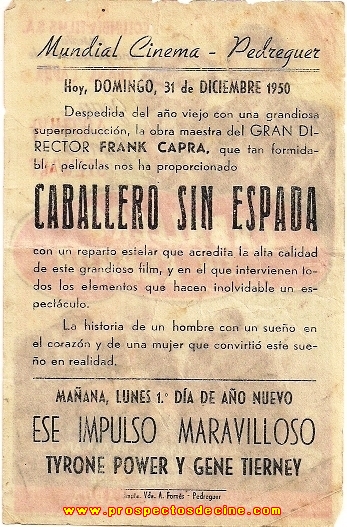 Mundial Cinema - Pedreguer
Hoy, DOMINGO, 31 de DICIEMBRE 1950
Despedida del año viejo con una grandiosa
superproducción, la obra maestra del GRAN DI-
RECTOR FRANK CAPRA, que tan formida-
bles películas nos ha proporcionado
CABALLERO SIN ESPADA
con un reparto estelar que acredita la alta calidad
de este grandioso film, y en el que intervienen to-
dos los elementos que hacen inolvidable un es-
pectáculo.
La historia de un hombre con un sueño en
el corazón y de una mujer que convirtió este sue-
ño en realidad.
MAÑANA, LUNES 1.º DÍA DE AÑO NUEVO
ESE IMPULSO MARAVILLOSO
TYRONE POWER Y GENE TIERNEY
Impta. Vda. A. Fornés - Pedreguer
www.prospectosdecine.com